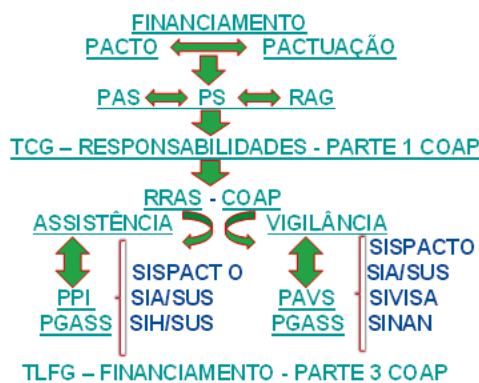 FINANCIAMENTO
PACTO PACTUAÇÃO
PAS PS RAG
TCG – RESPONSABILIDADES - PARTE 1 COAP
RRAS - COAP
ASSISTÊNCIA VIGILÂNCIA
SISPACT O
SIA/SUS
SIH/SUS
PPI
PGASS
SISPACTO
SIA/SUS
SIVISA
SINAN
PAVS
PGASS
TLFG – FINANCIAMENTO - PARTE 3 COAP